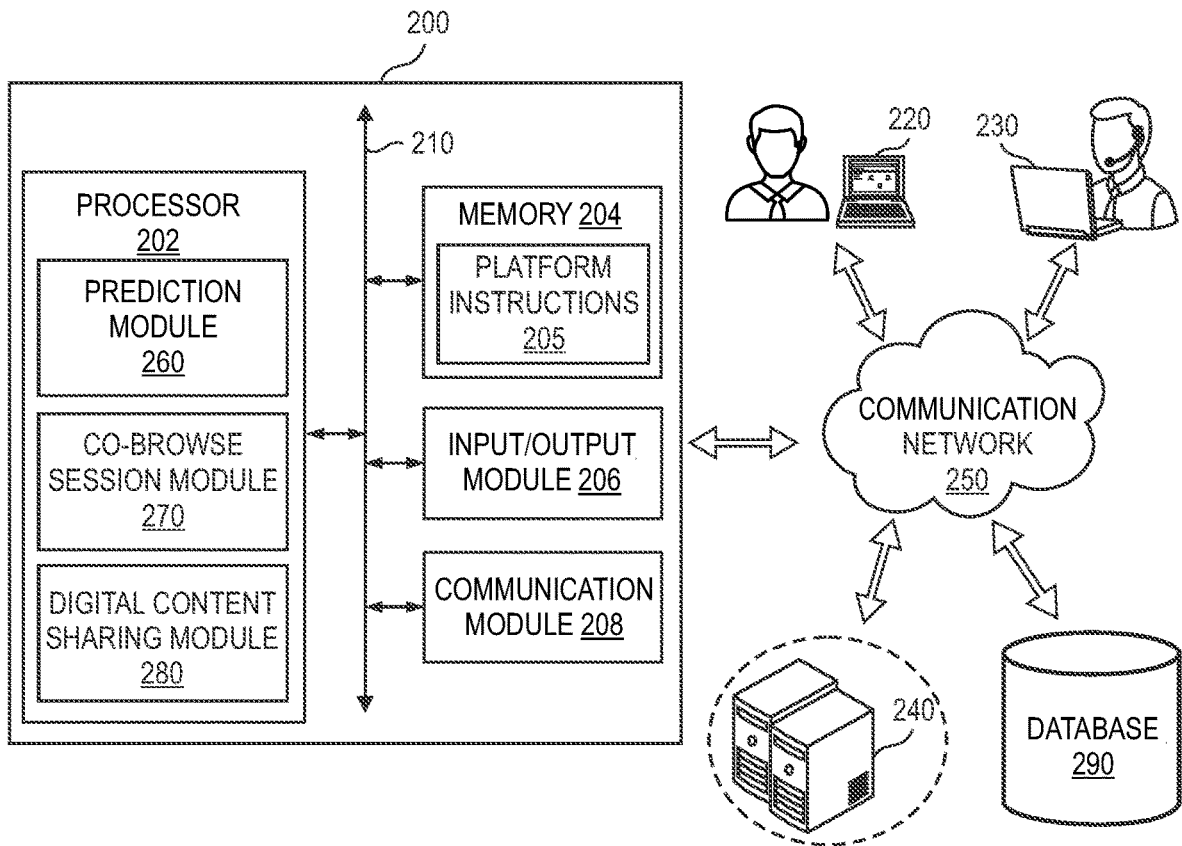 200
210
PROCESSOR
202
PREDICTION
MODULE
260
CO-BROWSE
SESSION MODULE
270
DIGITAL CONTENT
SHARING MODULE
280
MEMORY 204
PLATFORM
INSTRUCTIONS
205
INPUT/OUTPUT
MODULE 206
COMMUNICATION
MODULE 208
220
230
COMMUNICATION
NETWORK
250
240
DATABASE
290